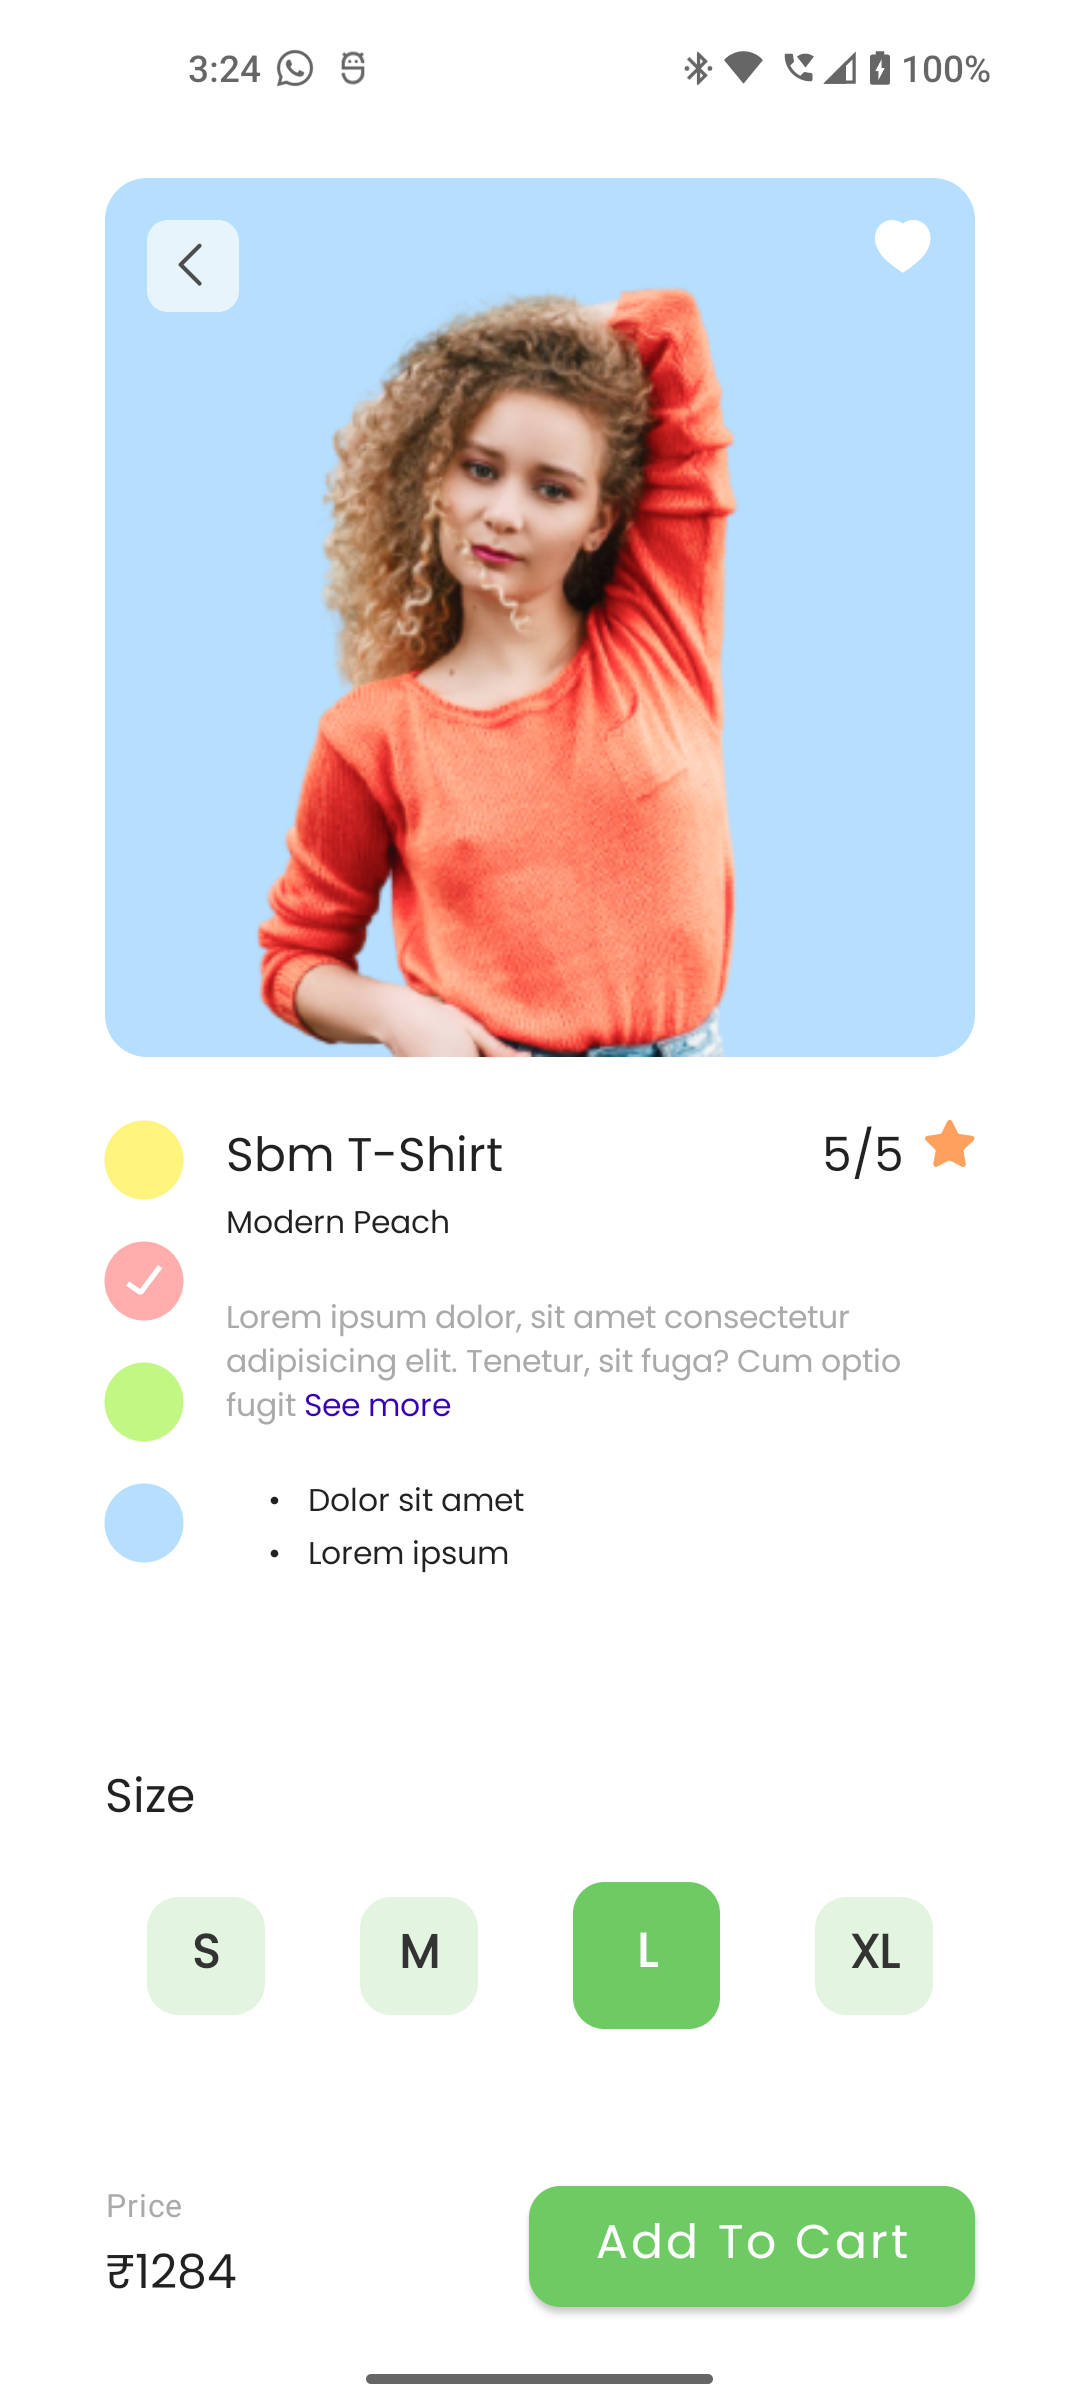 3:24 100%
Sbm T-Shirt 5/5
Modern Peach
Lorem ipsum dolor, sit amet consectetur
adipisicing elit. Tenetur, sit fuga? Cum optio
fugit See more
• Dolor sit amet
• Lorem ipsum
Size
S M L XL
Price
₹1284
Add To Cart